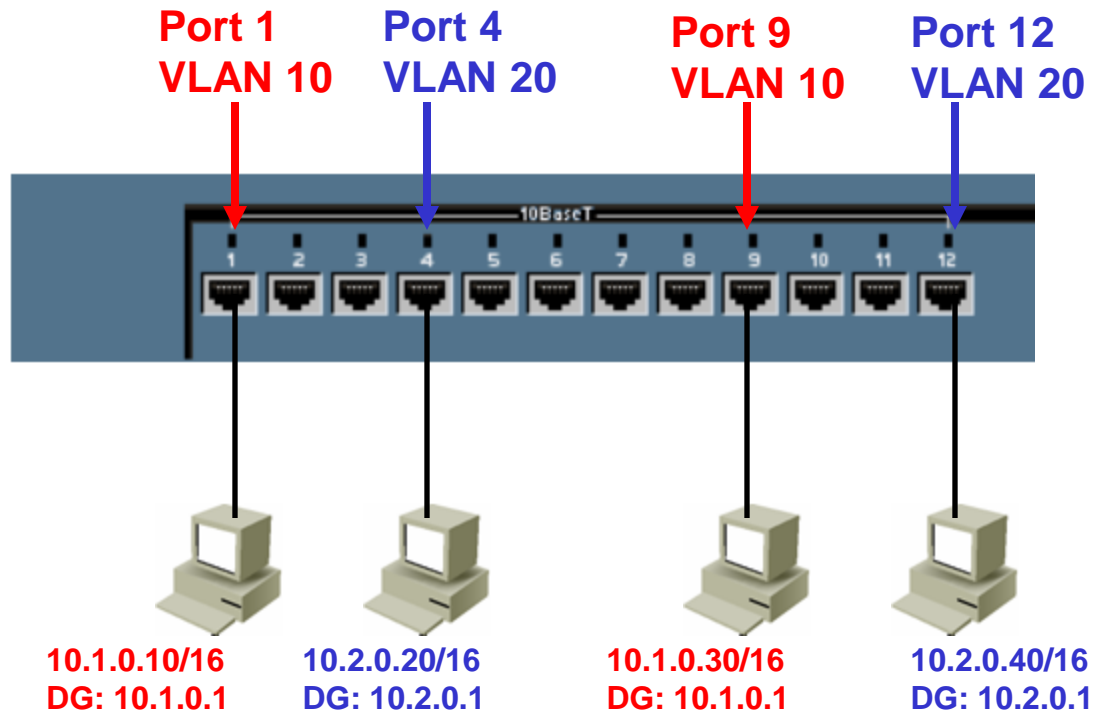 Port 1
VLAN 10
Port 4
VLAN 20
Port 9
VLAN 10
Port 12
VLAN 20
10BaseT
1 2 3 4 5 6 7 8 9 10 11 12
10.1.0.10/16
DG: 10.1.0.1
10.2.0.20/16
DG: 10.2.0.1
10.1.0.30/16
DG: 10.1.0.1
10.2.0.40/16
DG: 10.2.0.1